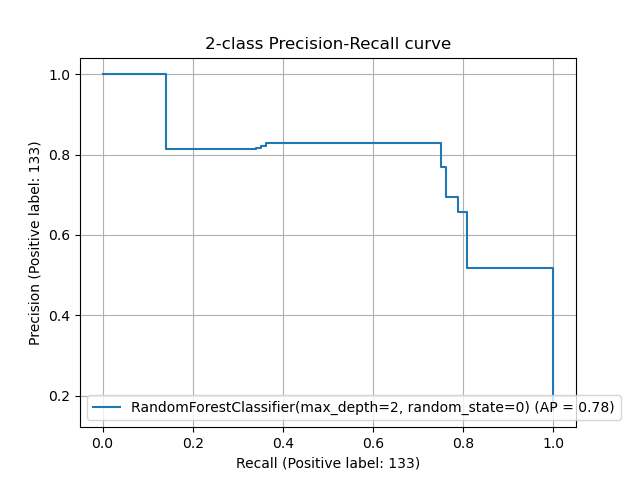 2-class Precision-Recall curve
1.0
0.8
0.6
0.4
0.2
Precision (Positive label: 133)
RandomForestClassifier(max_depth=2, random_state=0) (AP = 0.78)
0.0 0.2 0.4 0.6 0.8 1.0
Recall (Positive label: 133)